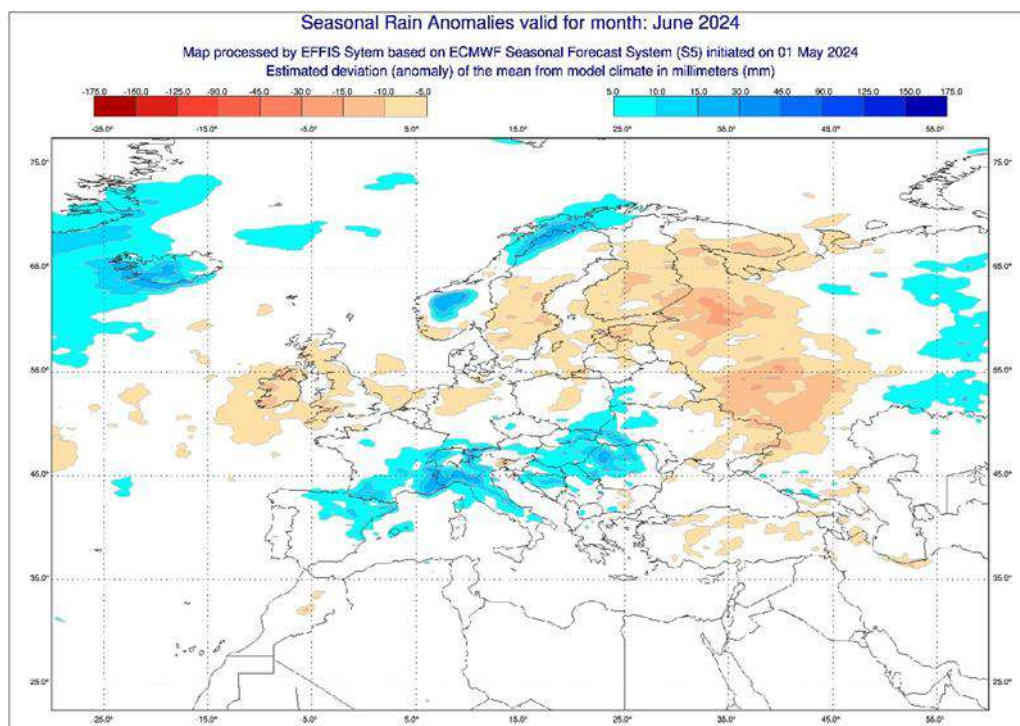 Seasonal Rain Anomalies valid for month: June 2024
Map processed by EFFIS Sytem based on ECMWF Seasonal Forecast System (S5) initiated on 01 May 2024
Estimated deviation (anomaly) of the mean from model climate in millimeters (mm)
-175.0 -150.0 -125.0 -90.0 -45.0 -30.0 -15.0 -10.0 -5.0 5.0 10.0 15.0 30.0 45.0 90.0 125.0 150.0 175.0
-25.0° -15.0° -5.0° 5.0° 15.0° 25.0° 35.0° 45.0° 55.0°
75.0° 75.0°
65.0° 65.0°
55.0° 55.0°
45.0° 45.0°
35.0° 35.0°
25.0° 25.0°
-25.0° -15.0° -5.0° 5.0° 15.0° 25.0° 35.0° 45.0° 55.0°